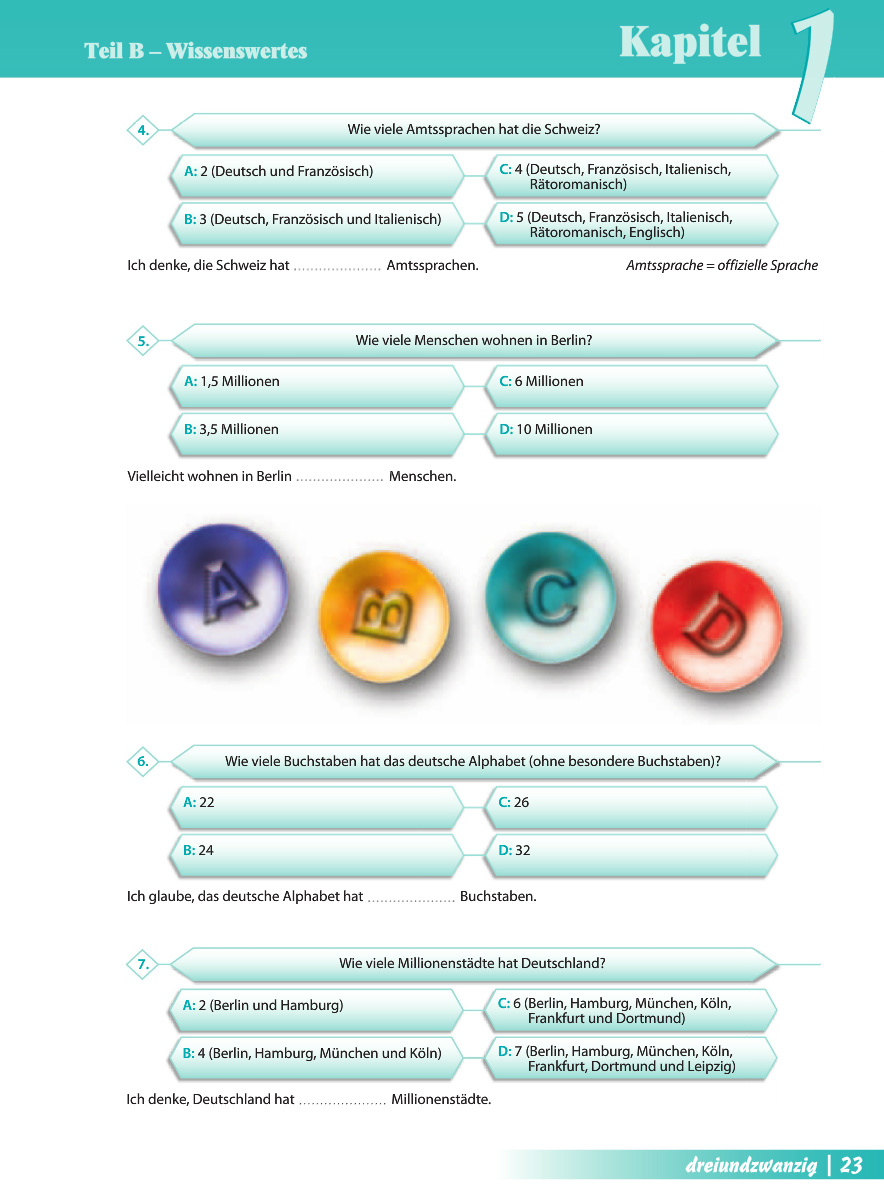 Teil B – Wissenswertes
Kapitel 1
4.
Wie viele Amtssprachen hat die Schweiz?
A: 2 (Deutsch und Französisch)
C: 4 (Deutsch, Französisch, Italienisch,
Rätoromanisch)
B: 3 (Deutsch, Französisch und Italienisch)
D: 5 (Deutsch, Französisch, Italienisch,
Rätoromanisch, Englisch)
Ich denke, die Schweiz hat ..................... Amtssprachen.
Amtssprache = offizielle Sprache
5.
Wie viele Menschen wohnen in Berlin?
A: 1,5 Millionen
C: 6 Millionen
B: 3,5 Millionen
D: 10 Millionen
Vielleicht wohnen in Berlin ..................... Menschen.
A
B
C
D
6.
Wie viele Buchstaben hat das deutsche Alphabet (ohne besondere Buchstaben)?
A: 22
C: 26
B: 24
D: 32
Ich glaube, das deutsche Alphabet hat ..................... Buchstaben.
7.
Wie viele Millionenstädte hat Deutschland?
A: 2 (Berlin und Hamburg)
C: 6 (Berlin, Hamburg, München, Köln,
Frankfurt und Dortmund)
B: 4 (Berlin, Hamburg, München und Köln)
D: 7 (Berlin, Hamburg, München, Köln,
Frankfurt, Dortmund und Leipzig)
Ich denke, Deutschland hat ..................... Millionenstädte.
dreiundzwanzig | 23